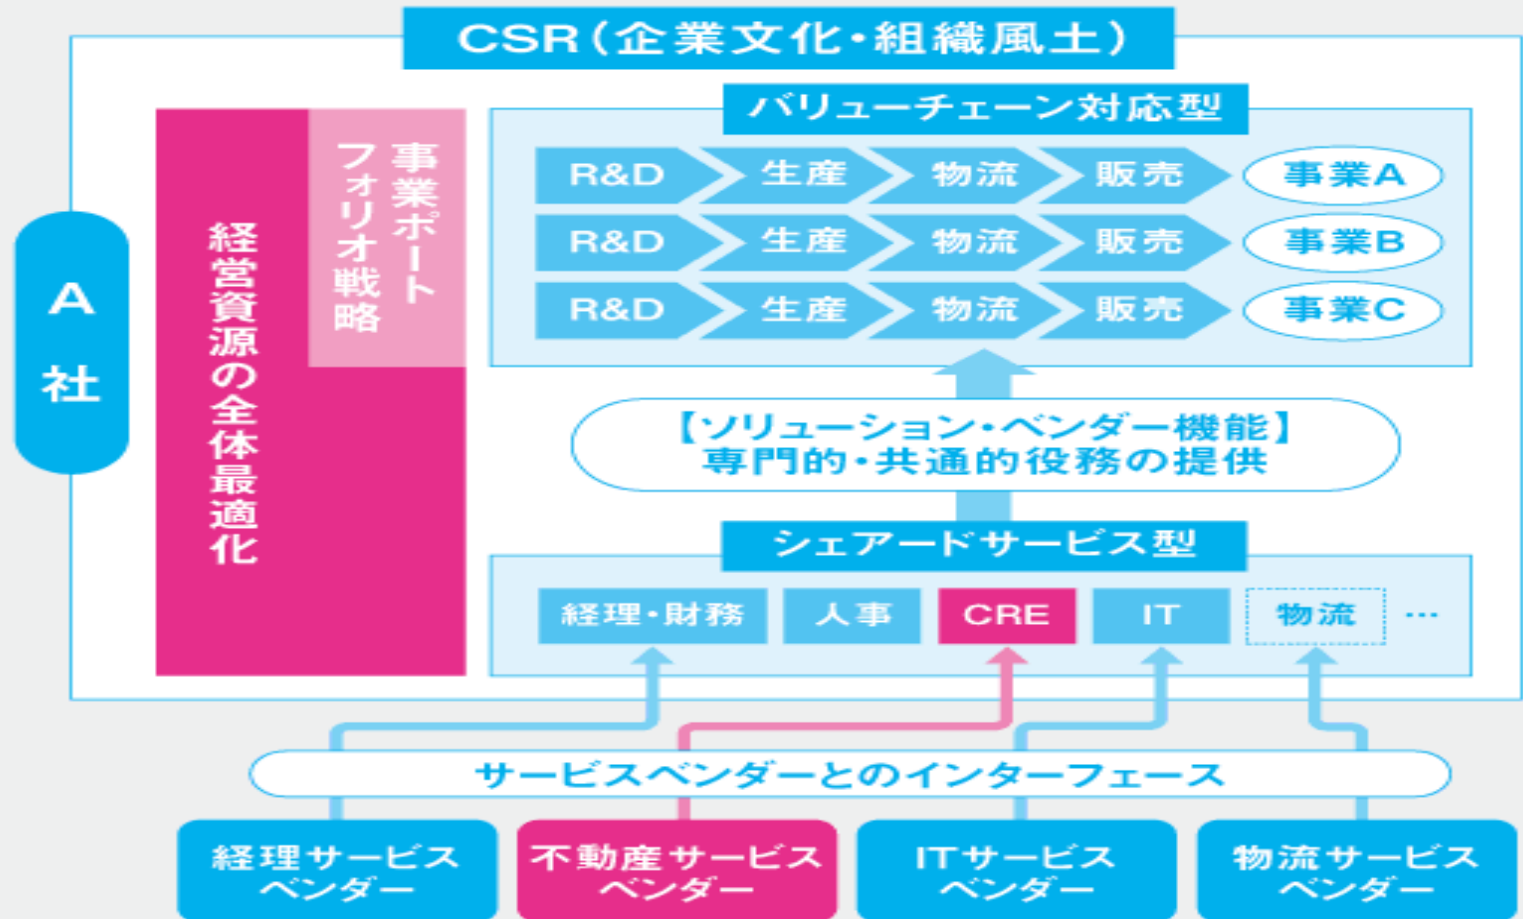 CSR（企業文化・組織風土）
A社
経営資源の全体最適化
事業ポート
フォリオ戦略
バリューチェーン対応型
R&D 生産 物流 販売 事業A
R&D 生産 物流 販売 事業B
R&D 生産 物流 販売 事業C
【ソリューション・ベンダー機能】
専門的・共通的役務の提供
シェアードサービス型
経理・財務 人事 CRE IT 物流 …
サービスベンダーとのインターフェース
経理サービス
ベンダー
不動産サービス
ベンダー
ITサービス
ベンダー
物流サービス
ベンダー